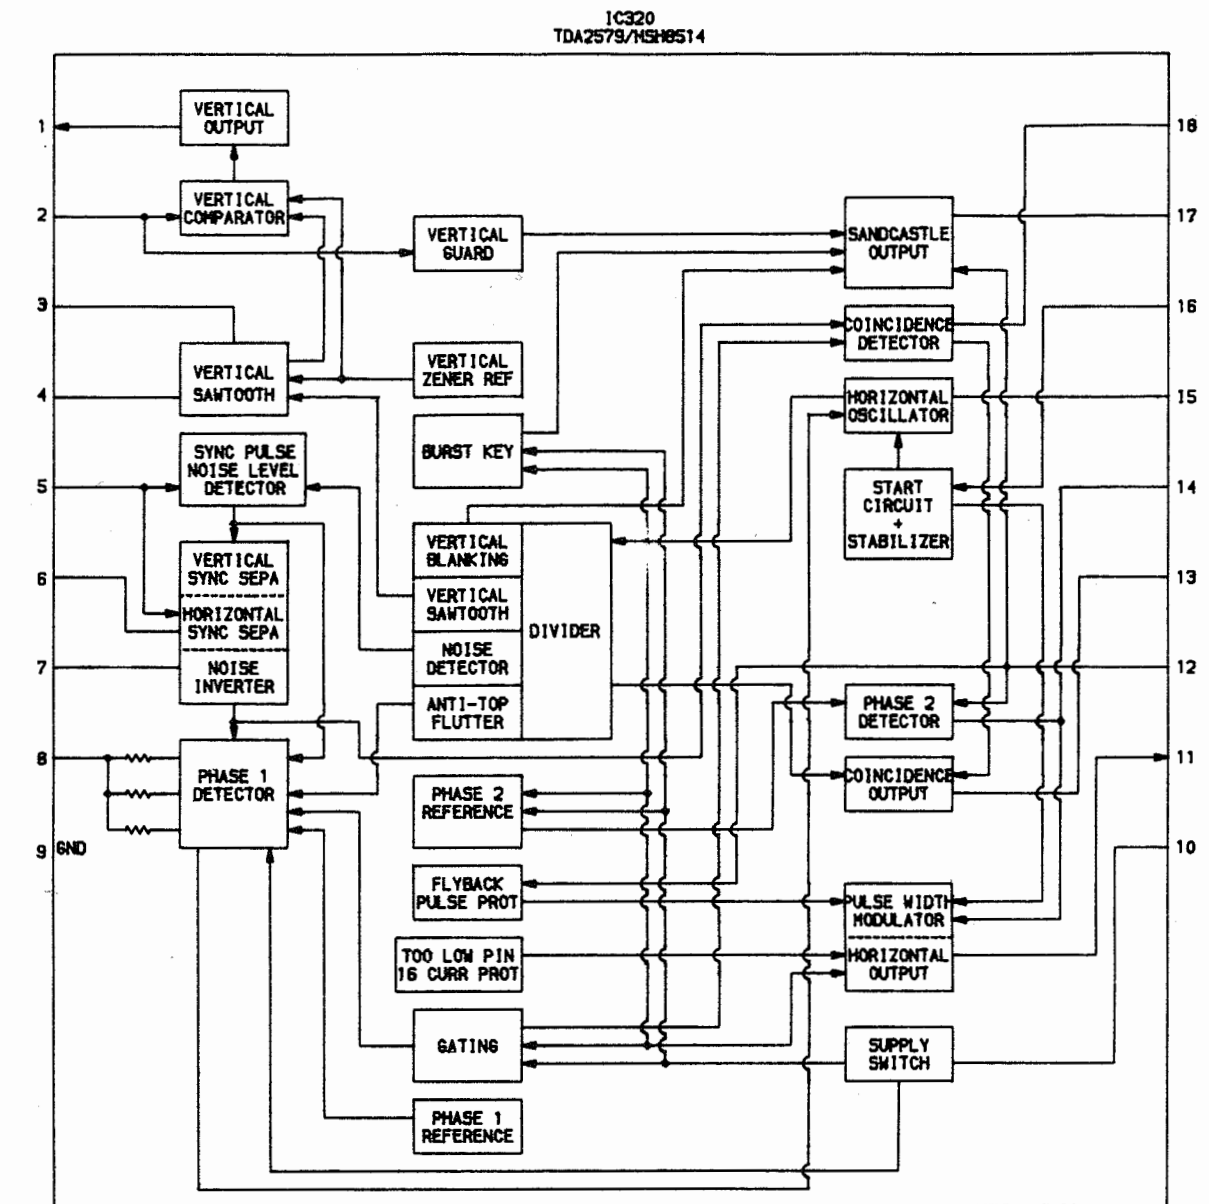 IC320
TDA2579/MSM8514
VERTICAL
OUTPUT
1
18
VERTICAL
COMPARATOR
2
VERTICAL
GUARD
SANDCASTLE
OUTPUT
17
3
COINCIDENCE
DETECTOR
16
VERTICAL
SAWTOOTH
4
VERTICAL
ZENER REF
HORIZONTAL
OSCILLATOR
15
SYNC PULSE
NOISE LEVEL
DETECTOR
5
BURST KEY
START
CIRCUIT
+
STABILIZER
14
VERTICAL
SYNC SEPA
6
HORIZONTAL
SYNC SEPA
7
NOISE
INVERTER
VERTICAL
BLANKING
VERTICAL
SAWTOOTH
NOISE
DETECTOR
ANTI-TOP
FLUTTER
DIVIDER
13
12
PHASE 2
DETECTOR
8
PHASE 1
DETECTOR
9 GND
PHASE 2
REFERENCE
COINCIDENCE
OUTPUT
11
10
FLYBACK
PULSE PROT
PULSE WIDTH
MODULATOR
TOO LOW PIN
16 CURR PROT
HORIZONTAL
OUTPUT
GATING
SUPPLY
SWITCH
PHASE 1
REFERENCE